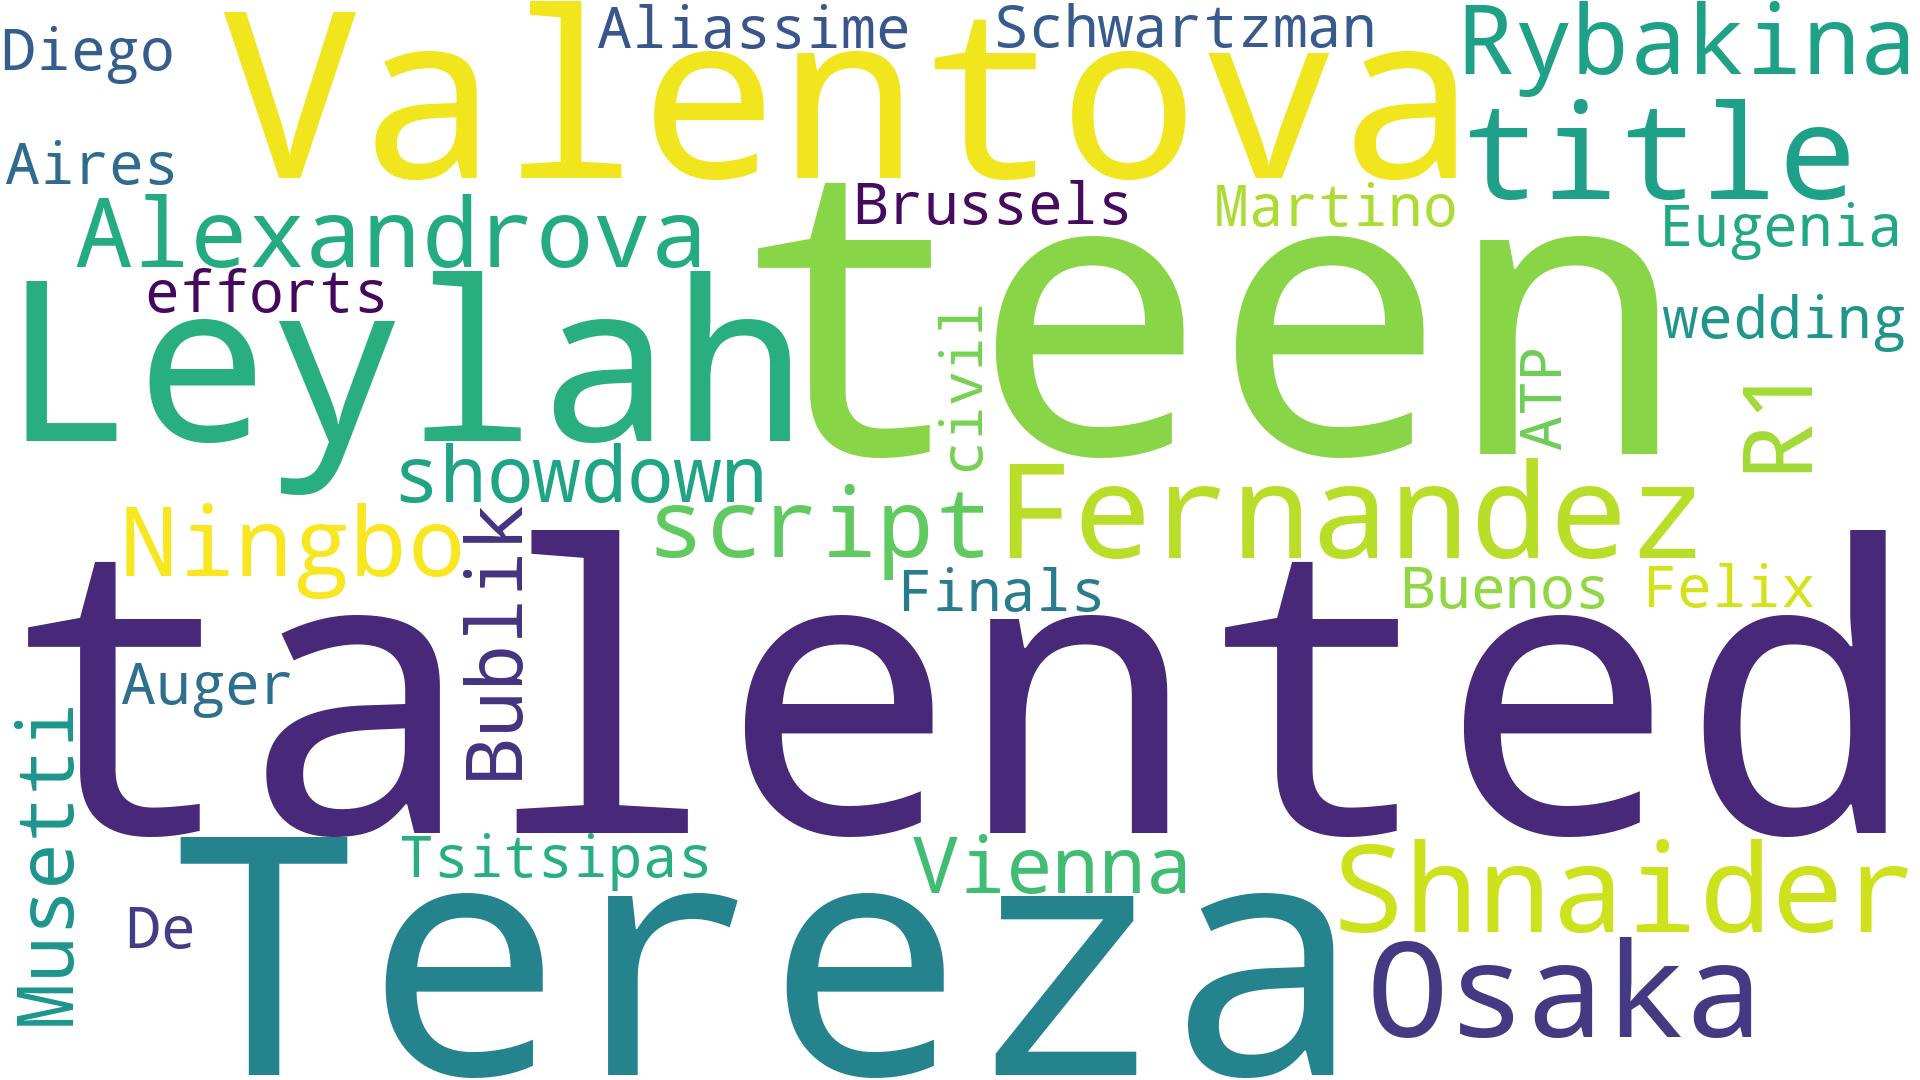 Diego
Valentova
Aliassime
Schwartzman
Rybakina
title
Aires
Alexandrova
Brussels
Martino
Eugenia
efforts
Leylah
teen
civil
ATP
wedding
R1
showdown
script
Fernandez
Ningbo
Bublik
Finals
Buenos
Felix
talented
Auger
Musetti
Tsitsipas
Vienna
Shnaider
De
Tereza
Osaka